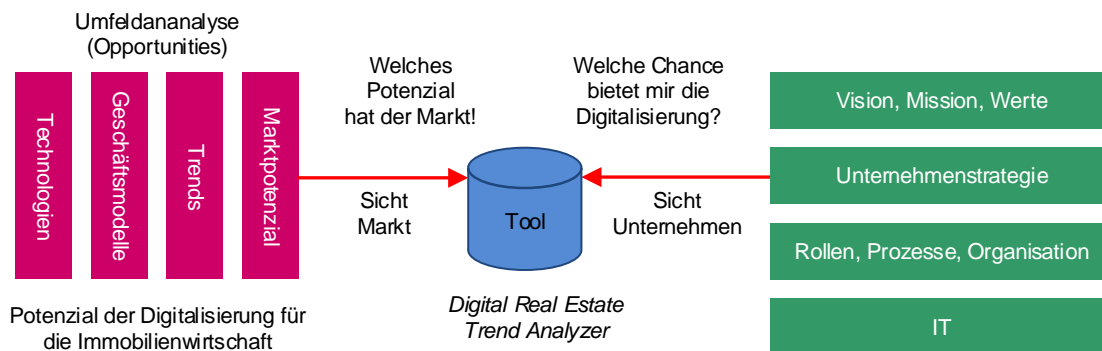 Umfeldananalyse
(Opportunities)
Technologien
Geschäftsmodelle
Trends
Marktpotenzial
Potenzial der Digitalisierung für
die Immobilienwirtschaft
Welches
Potenzial
hat der Markt!
Sicht
Markt
Welche Chance
bietet mir die
Digitalisierung?
Sicht
Unternehmen
Tool
Digital Real Estate
Trend Analyzer
Vision, Mission, Werte
Unternehmenstrategie
Rollen, Prozesse, Organisation
IT